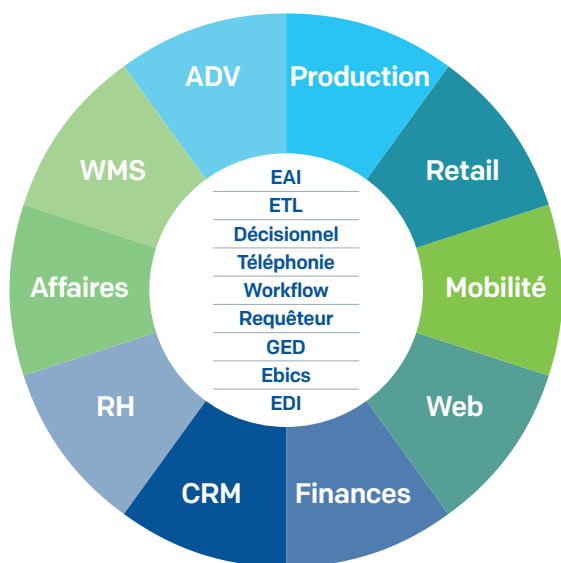 ADV
Production
WMS
Retail
EAI
ETL
Décisionnel
Téléphonie
Workflow
Requêteur
GED
Ebics
EDI
Affaires
Mobilité
RH
Web
CRM
Finances